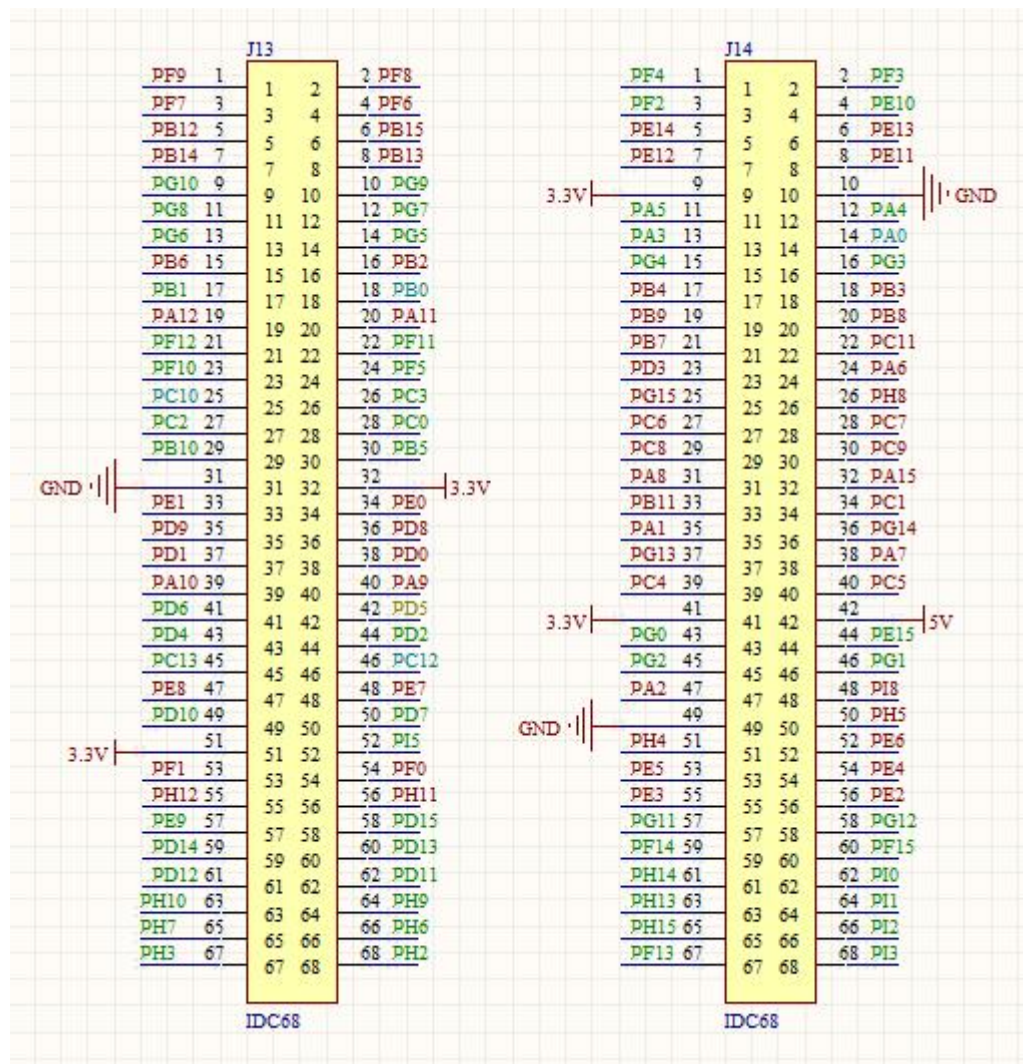 J13 J14
PF9 1 1 2 2 PF8 PF4 1 1 2 2 PF3
PF7 3 3 4 4 PF6 PF2 3 3 4 4 PE10
PB12 5 5 6 6 PB15 PE14 5 5 6 6 PE13
PB14 7 7 8 8 PB13 PE12 7 7 8 8 PE11
PG10 9 9 10 10 PG9 3.3V 9 9 10 10 GND
PG8 11 11 12 12 PG7 PA5 11 11 12 12 PA4
PG6 13 13 14 14 PG5 PA3 13 13 14 14 PA0
PB6 15 15 16 16 PB2 PG4 15 15 16 16 PG3
PB1 17 17 18 18 PB0 PB4 17 17 18 18 PB3
PA12 19 19 20 20 PA11 PB9 19 19 20 20 PB8
PF12 21 21 22 22 PF11 PB7 21 21 22 22 PC11
PF10 23 23 24 24 PF5 PD3 23 23 24 24 PA6
PC10 25 25 26 26 PC3 PG15 25 25 26 26 PH8
PC2 27 27 28 28 PC0 PC6 27 27 28 28 PC7
PB10 29 29 30 30 PB5 PC8 29 29 30 30 PC9
GND 31 31 32 32 3.3V PA8 31 31 32 32 PA15
PE1 33 33 34 34 PE0 PB11 33 33 34 34 PC1
PD9 35 35 36 36 PD8 PA1 35 35 36 36 PG14
PD1 37 37 38 38 PD0 PG13 37 37 38 38 PA7
PA10 39 39 40 40 PA9 PC4 39 39 40 40 PC5
PD6 41 41 42 42 PD5 3.3V 41 41 42 42 5V
PD4 43 43 44 44 PD2 PG0 43 43 44 44 PE15
PC13 45 45 46 46 PC12 PG2 45 45 46 46 PG1
PE8 47 47 48 48 PE7 PA2 47 47 48 48 PI8
PD10 49 49 50 50 PD7 GND 49 49 50 50 PH5
3.3V 51 51 52 52 PI5 PH4 51 51 52 52 PE6
PF1 53 53 54 54 PF0 PE5 53 53 54 54 PE4
PH12 55 55 56 56 PH11 PE3 55 55 56 56 PE2
PE9 57 57 58 58 PD15 PG11 57 57 58 58 PG12
PD14 59 59 60 60 PD13 PF14 59 59 60 60 PF15
PD12 61 61 62 62 PD11 PH14 61 61 62 62 PI0
PH10 63 63 64 64 PH9 PH13 63 63 64 64 PI1
PH7 65 65 66 66 PH6 PH15 65 65 66 66 PI2
PH3 67 67 68 68 PH2 PF13 67 67 68 68 PI3
IDC68 IDC68